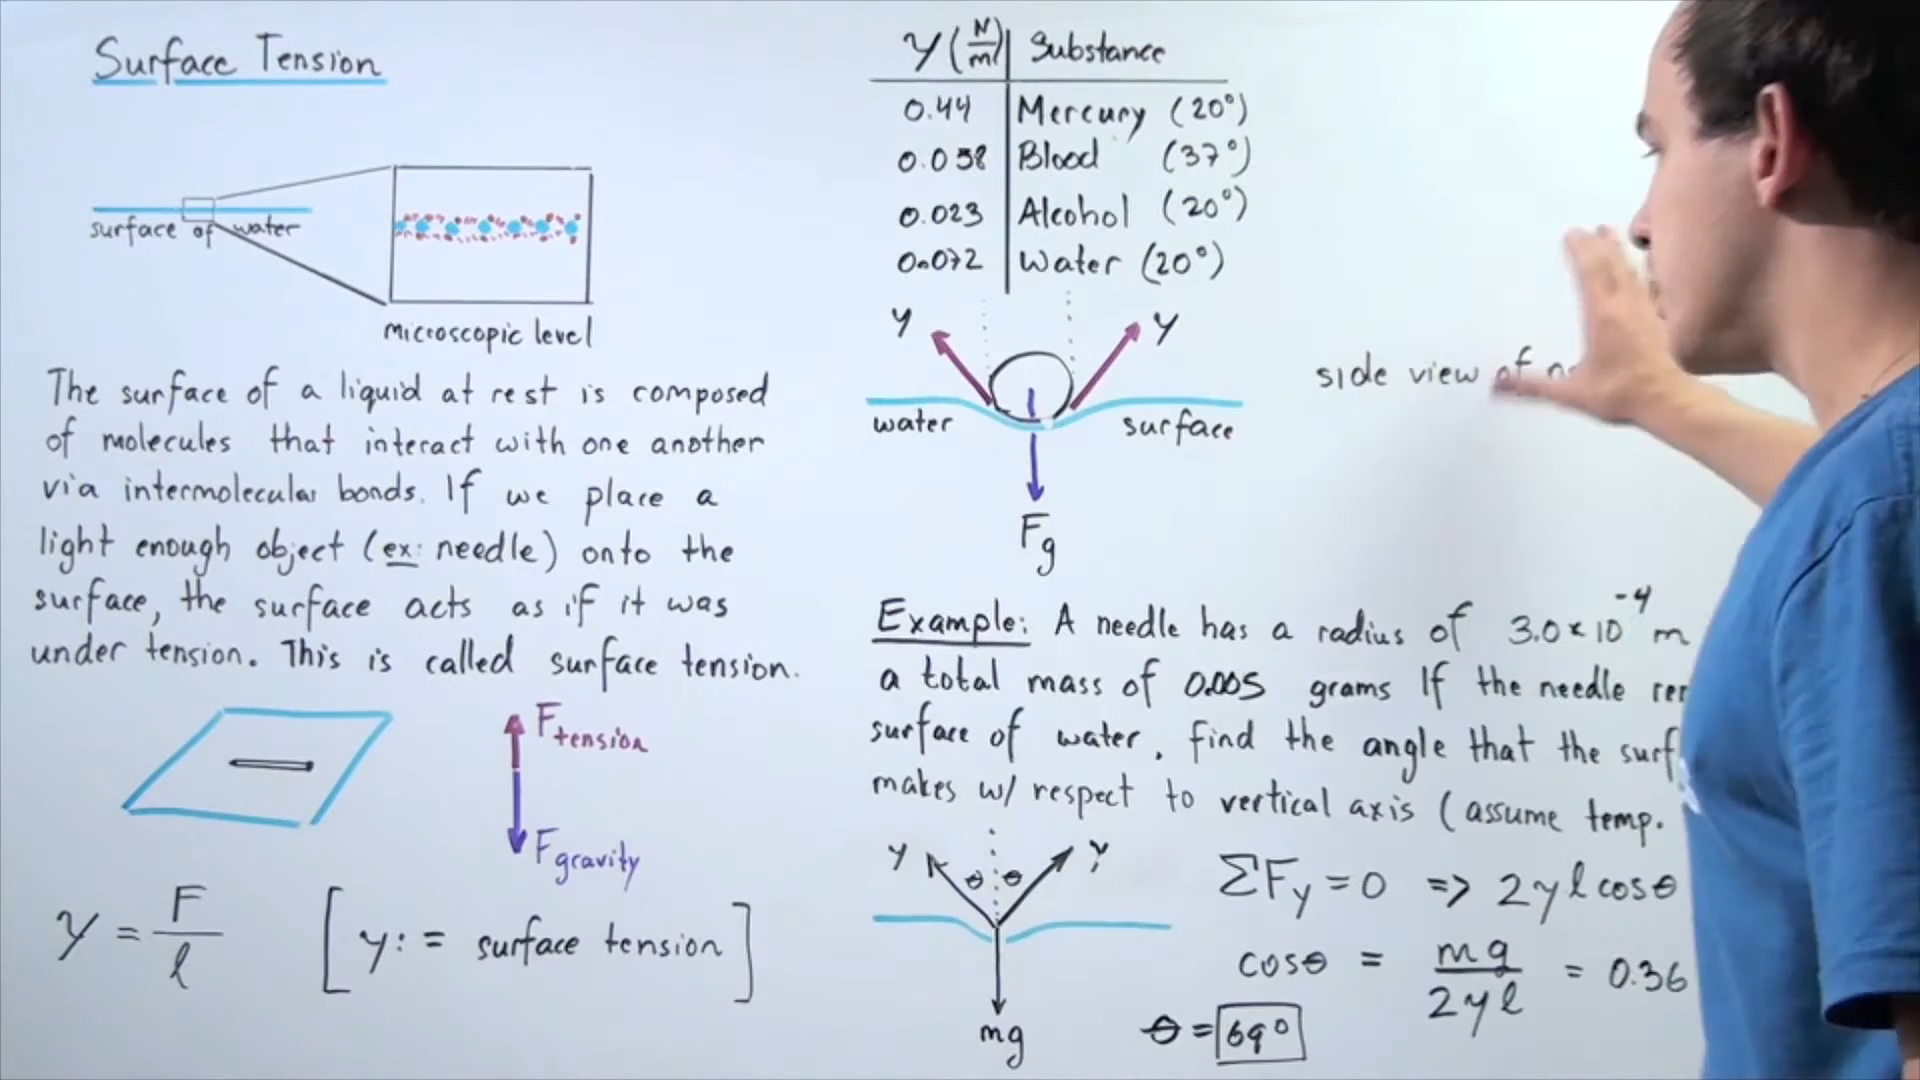 Surface Tension
surface of water
microscopic level
The surface of a liquid at rest is composed
of molecules that interact with one another
via intermolecular bonds. If we place a
light enough object (ex: needle) onto the
surface, the surface acts as if it was
under tension. This is called surface tension.
F tension
F gravity
γ = F/l [γ: = surface tension]
γ (N/m) Substance
0.44 Mercury (20°)
0.058 Blood (37°)
0.023 Alcohol (20°)
0.072 Water (20°)
γ γ
water surface
Fg
side view of
Example: A needle has a radius of 3.0 x 10^-4 m
a total mass of 0.005 grams If the needle
surface of water. find the angle that the
makes w/ respect to vertical axis (assume temp.
γ θ θ γ
mg
ΣFy = 0 => 2γl cosθ
cosθ = mg/2γl = 0.36
θ = 69°